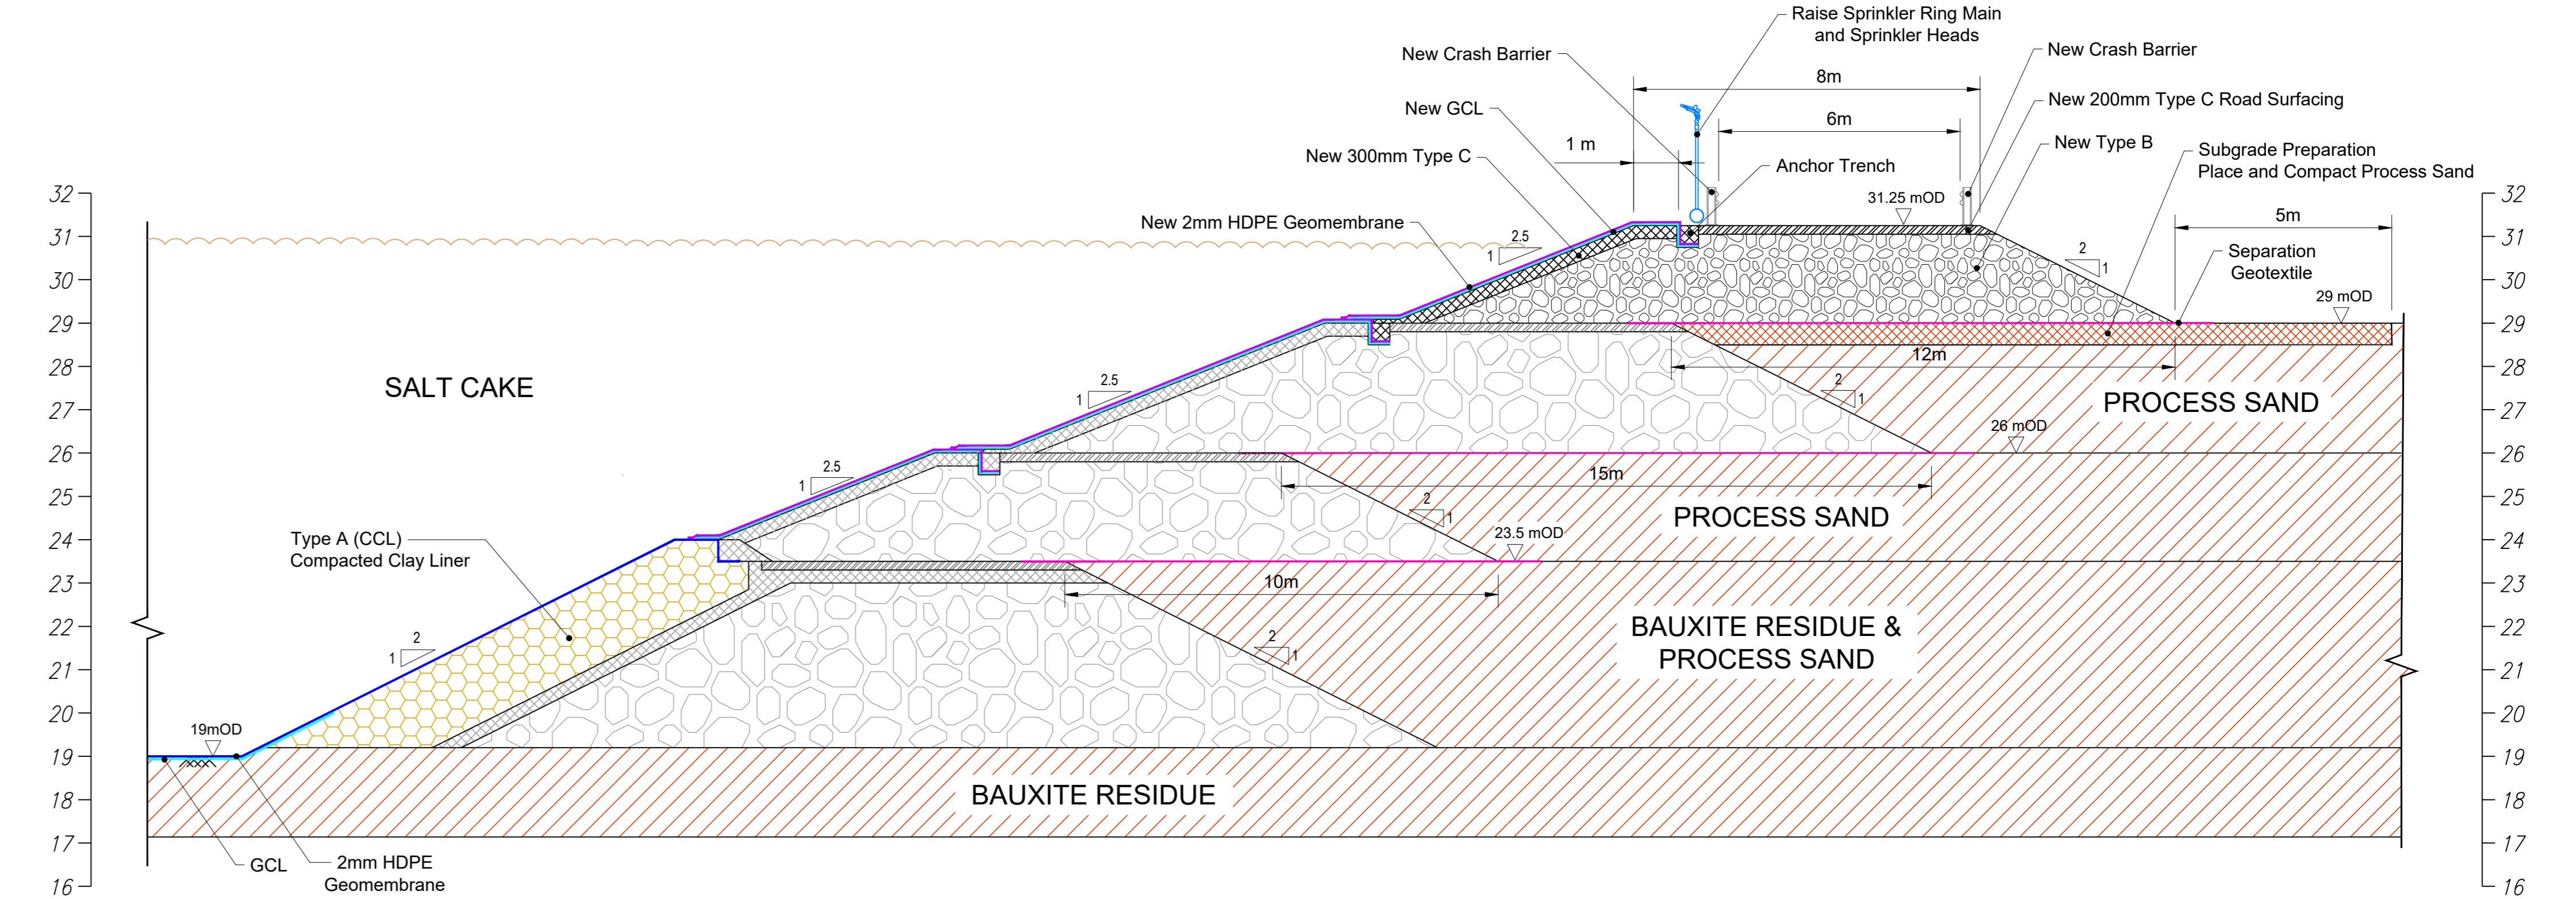 Raise Sprinkler Ring Main
and Sprinkler Heads
New Crash Barrier
New Crash Barrier
8m
New GCL
New 200mm Type C Road Surfacing
6m
1 m
New Type B
New 300mm Type C
Subgrade Preparation
Place and Compact Process Sand
Anchor Trench
32
31.25 mOD
32
New 2mm HDPE Geomembrane
5m
31
2.5
1
2
1
31
Separation
Geotextile
30
29 mOD
30
29
29
12m
28
28
SALT CAKE
2.5
1
2
1
PROCESS SAND
27
27
26 mOD
26
26
2.5
1
15m
25
25
2
1
PROCESS SAND
23.5 mOD
24
24
Type A (CCL)
Compacted Clay Liner
23
10m
23
22
BAUXITE RESIDUE &
PROCESS SAND
22
2
1
2
1
21
21
20
20
19mOD
19
19
18
BAUXITE RESIDUE
18
17
17
GCL
2mm HDPE
Geomembrane
16
16